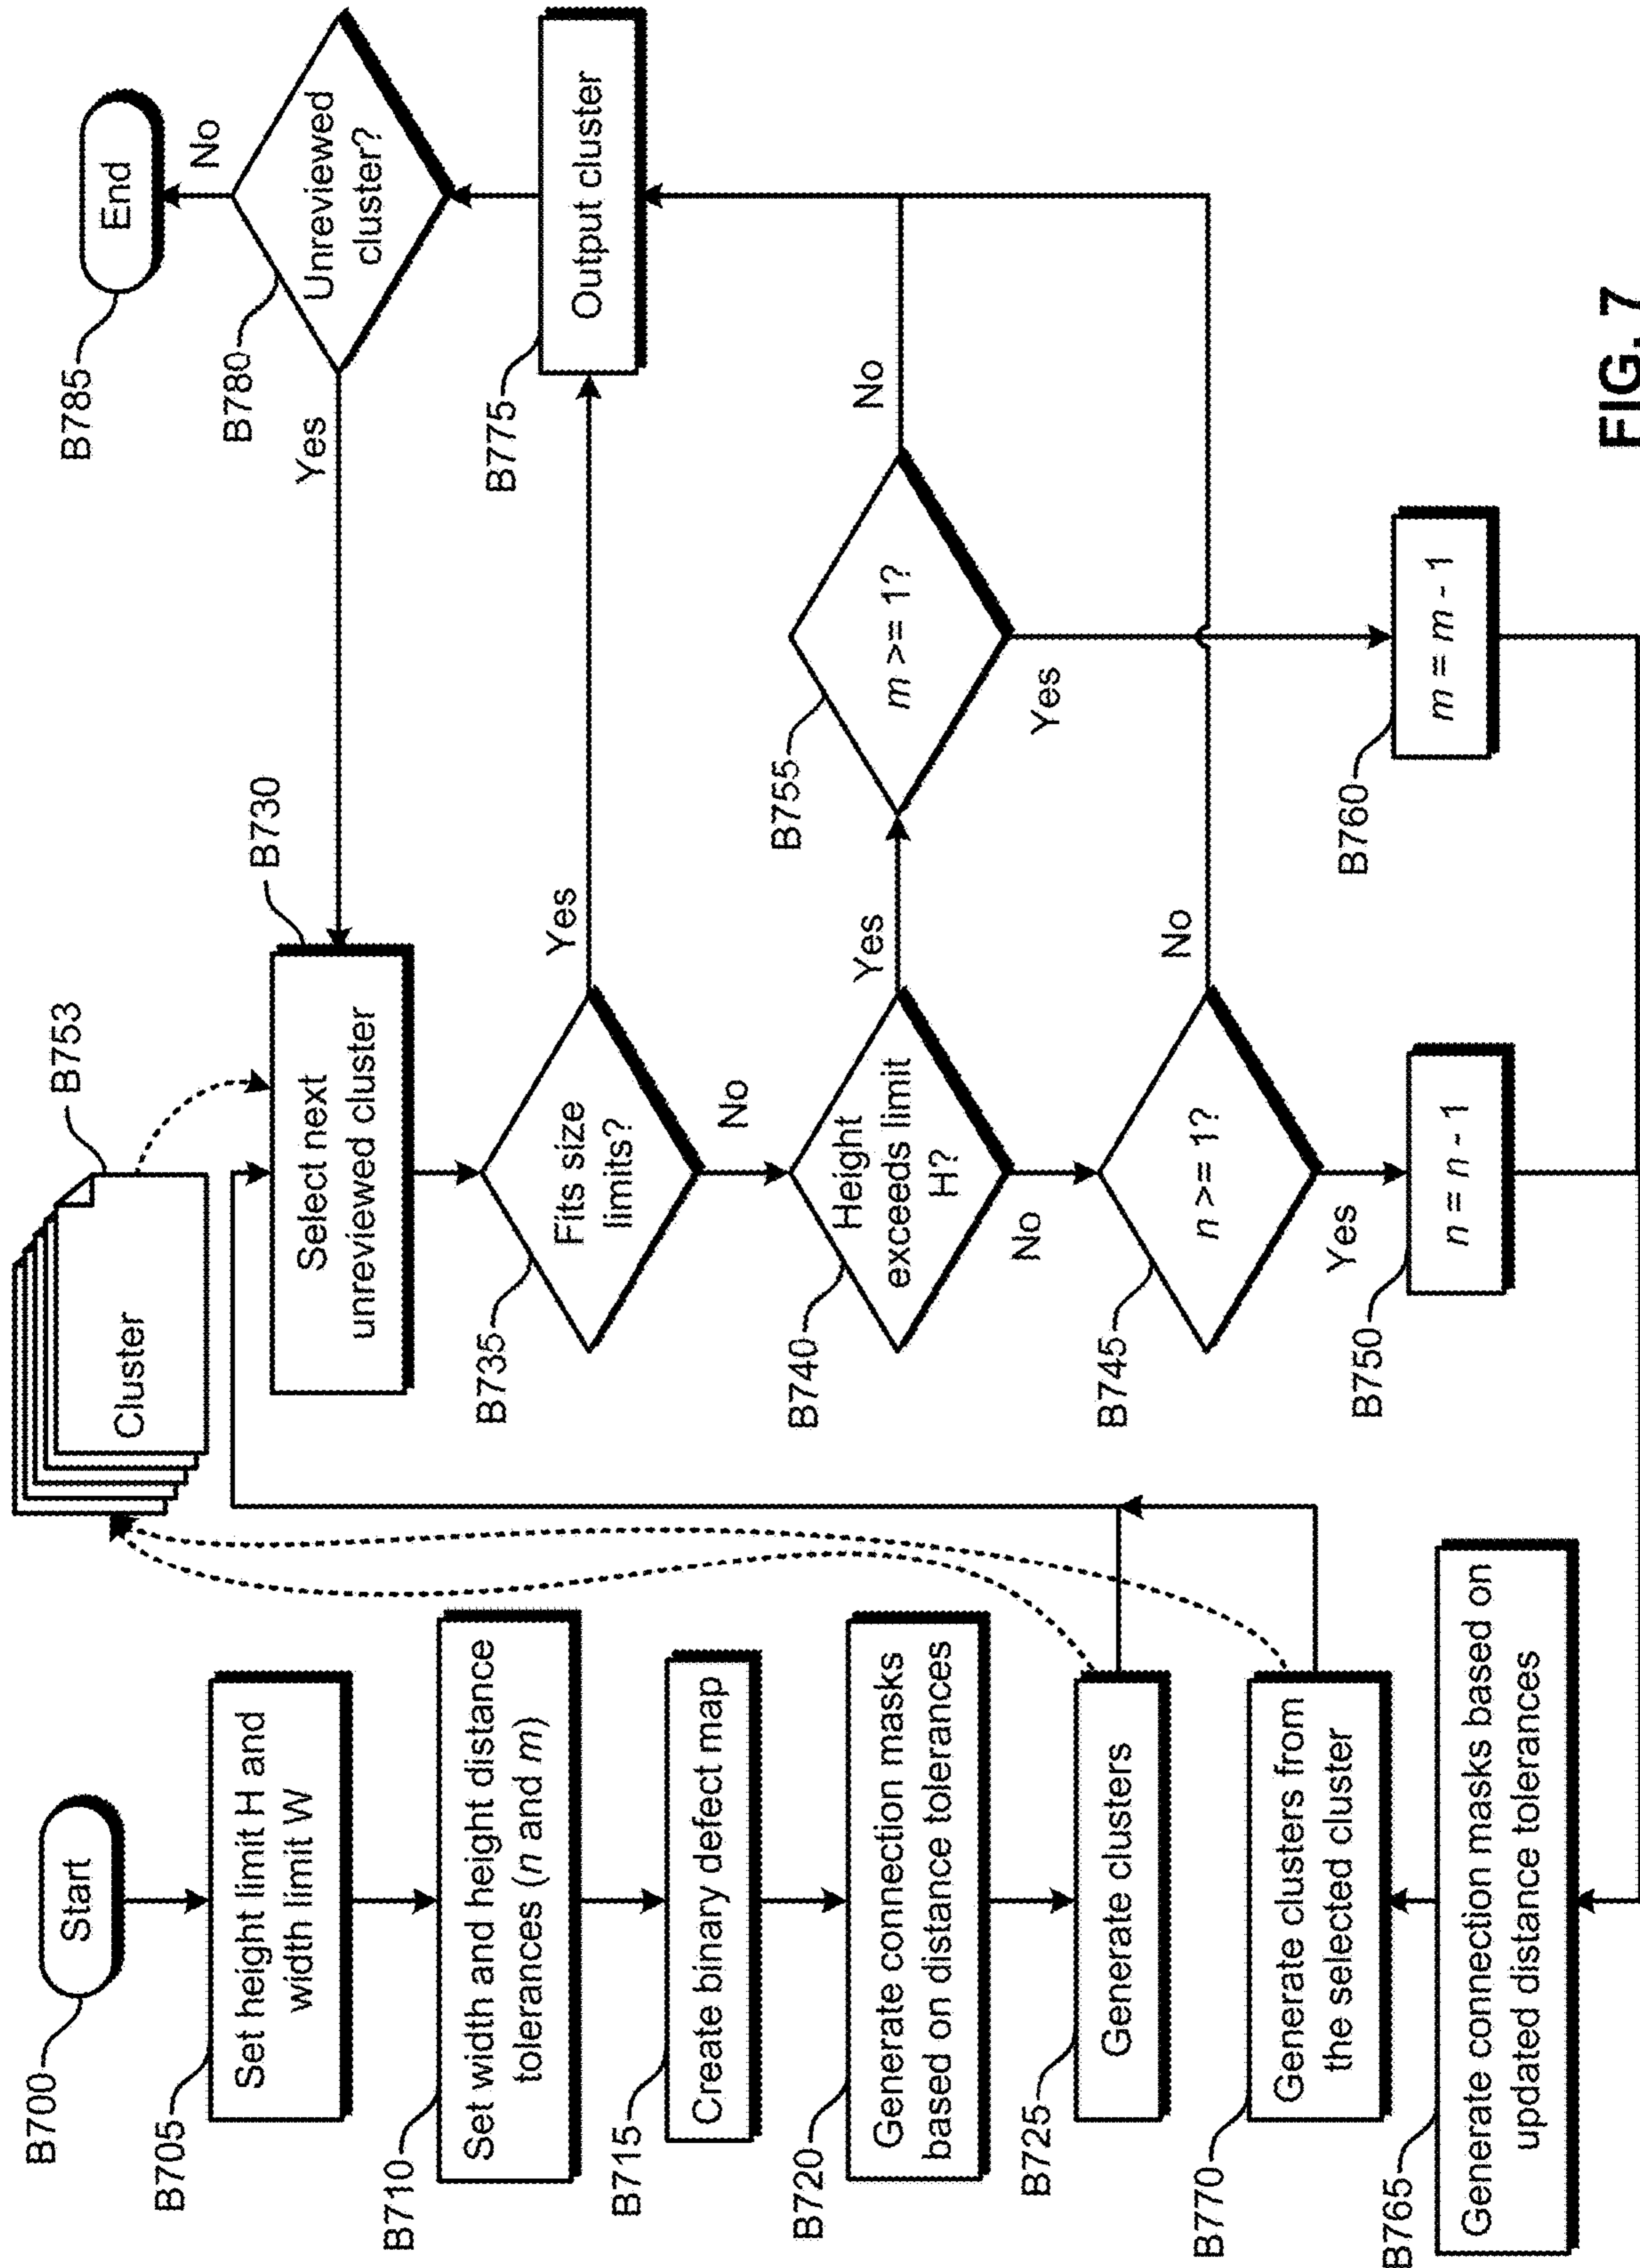 B700
Start
B705
Set height limit H and
width limit W
B710
Set width and height distance
tolerances (n and m)
B715
Create binary defect map
B720
Generate connection masks
based on distance tolerances
B725
Generate clusters
B770
Generate clusters from
the selected cluster
B765
Generate connection masks based on
updated distance tolerances
Cluster
B753
B730
Select next
unreviewed cluster
B735
Fits size
limits?
Yes
No
B740
Height
exceeds limit
H?
Yes
No
B745
n >= 1?
No
Yes
B750
n = n - 1
B755
m >= 1?
No
Yes
B760
m = m - 1
B775
Output cluster
B780
Unreviewed
cluster?
Yes
No
B785
End
FIG. 7